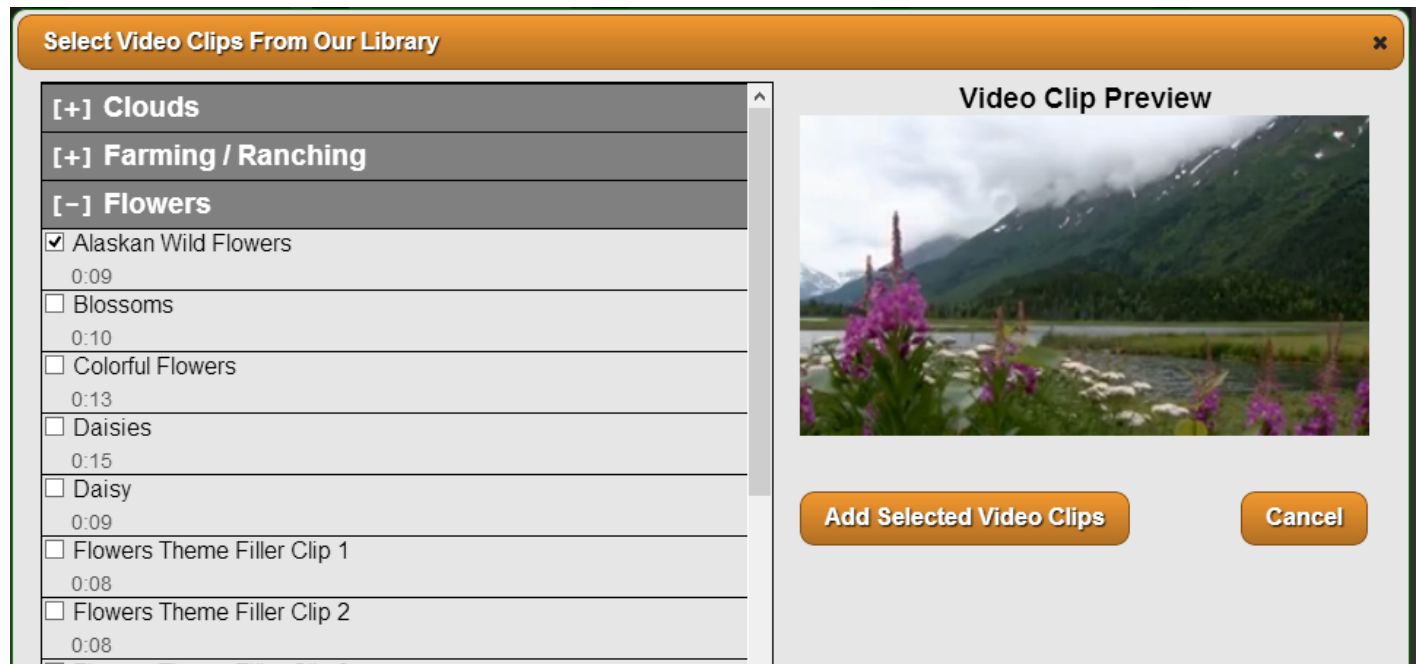 Select Video Clips From Our Library
[+] Clouds
[+] Farming / Ranching
[-] Flowers
Alaskan Wild Flowers
0:09
Blossoms
0:10
Colorful Flowers
0:13
Daisies
0:15
Daisy
0:09
Flowers Theme Filler Clip 1
0:08
Flowers Theme Filler Clip 2
0:08
Video Clip Preview
Add Selected Video Clips
Cancel